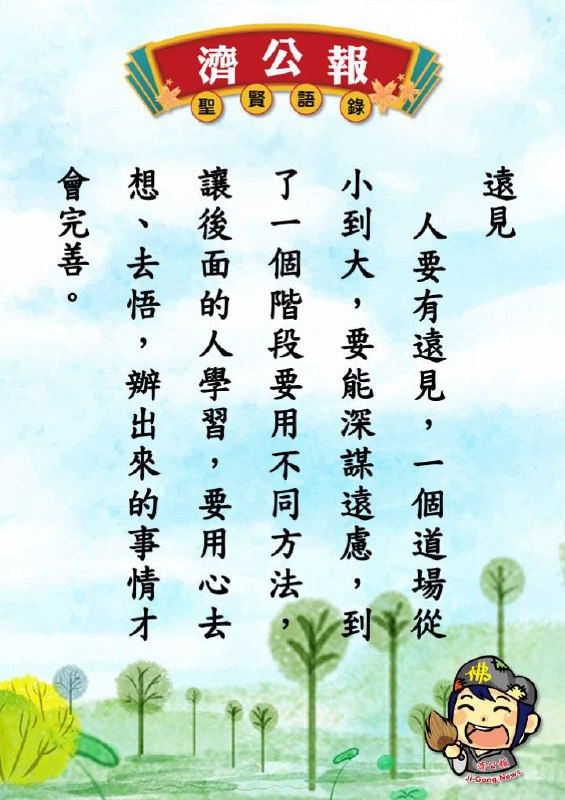 濟公報
聖賢語錄
遠見
人要有遠見，一個道場從
小到大，要能深謀遠慮，到
了一個階段要用不同方法，
讓後面的人學習，要用心去
想、去悟，辦出來的事情才
會完善。
佛
濟公報
Ji-Gong News